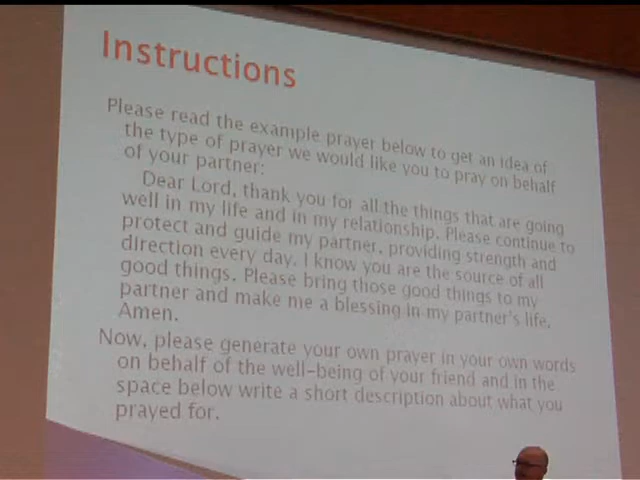 Instructions
Please read the example prayer below to get an idea of
the type of prayer we would like you to pray on behalf
of your partner:
Dear Lord, thank you for all the things that are going
well in my life and in my relationship. Please continue to
protect and guide my partner, providing strength and
direction every day. I know you are the source of all
good things. Please bring those good things to my
partner and make me a blessing in my partner's life.
Amen.
Now, please generate your own prayer in your own words
on behalf of the well-being of your friend and in the
space below write a short description about what you
prayed for.